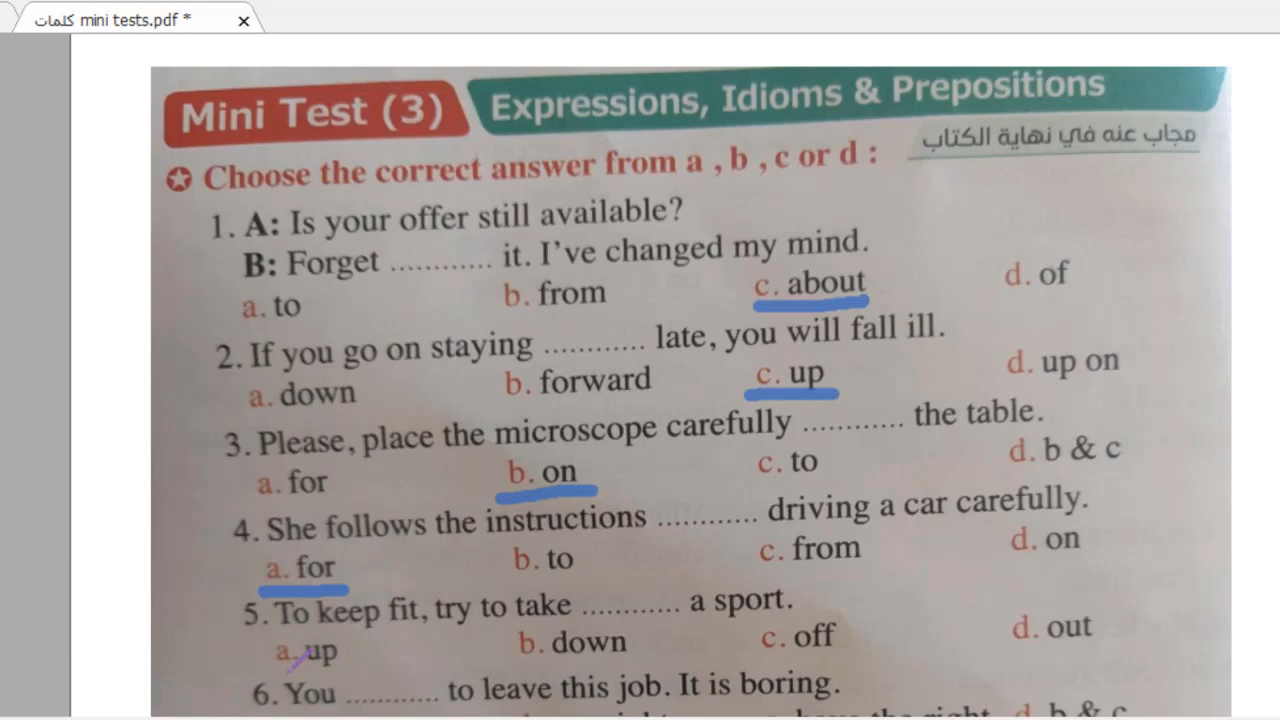 كلمات mini tests.pdf *
Mini Test (3) Expressions, Idioms & Prepositions
مجاب عنه في نهاية الكتاب
Choose the correct answer from a , b , c or d :
1. A: Is your offer still available?
B: Forget ............ it. I've changed my mind.
a. to b. from c. about d. of
2. If you go on staying ............ late, you will fall ill.
a. down b. forward c. up d. up on
3. Please, place the microscope carefully ............ the table.
a. for b. on c. to d. b & c
4. She follows the instructions ............ driving a car carefully.
a. for b. to c. from d. on
5. To keep fit, try to take ............ a sport.
a. up b. down c. off d. out
6. You ............ to leave this job. It is boring.
have the right d. b & c